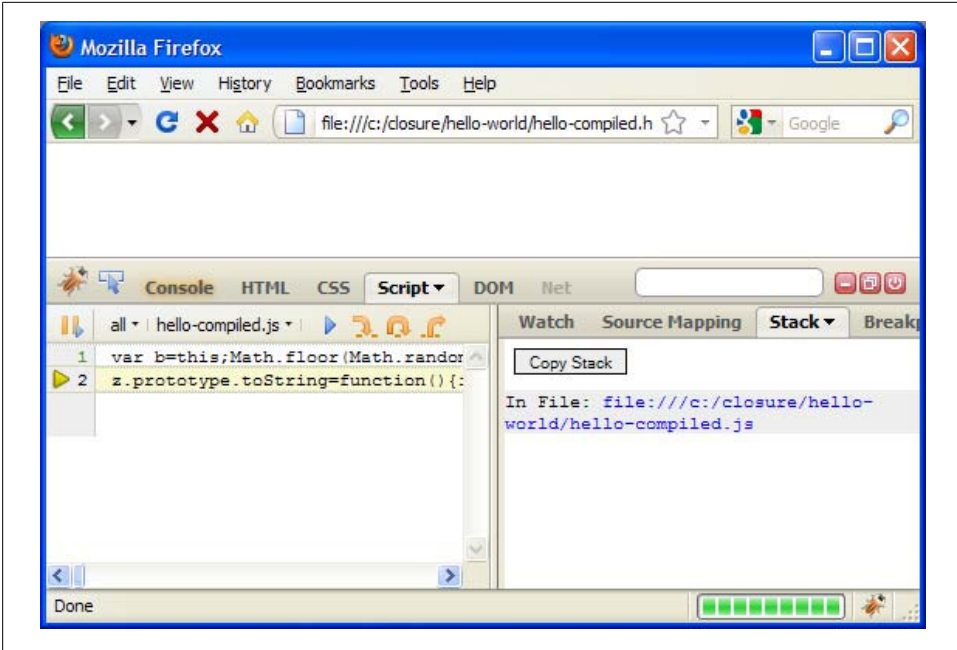 Mozilla Firefox
File Edit View History Bookmarks Tools Help
file:///c:/closure/hello-world/hello-compiled.h Google
Console HTML CSS Script DOM Net
all hello-compiled.js Watch Source Mapping Stack Breakp
1 var b=this;Math.floor(Math.randor
2 z.prototype.toString=function(){
Copy Stack
In File: file:///c:/closure/hello-
world/hello-compiled.js
Done